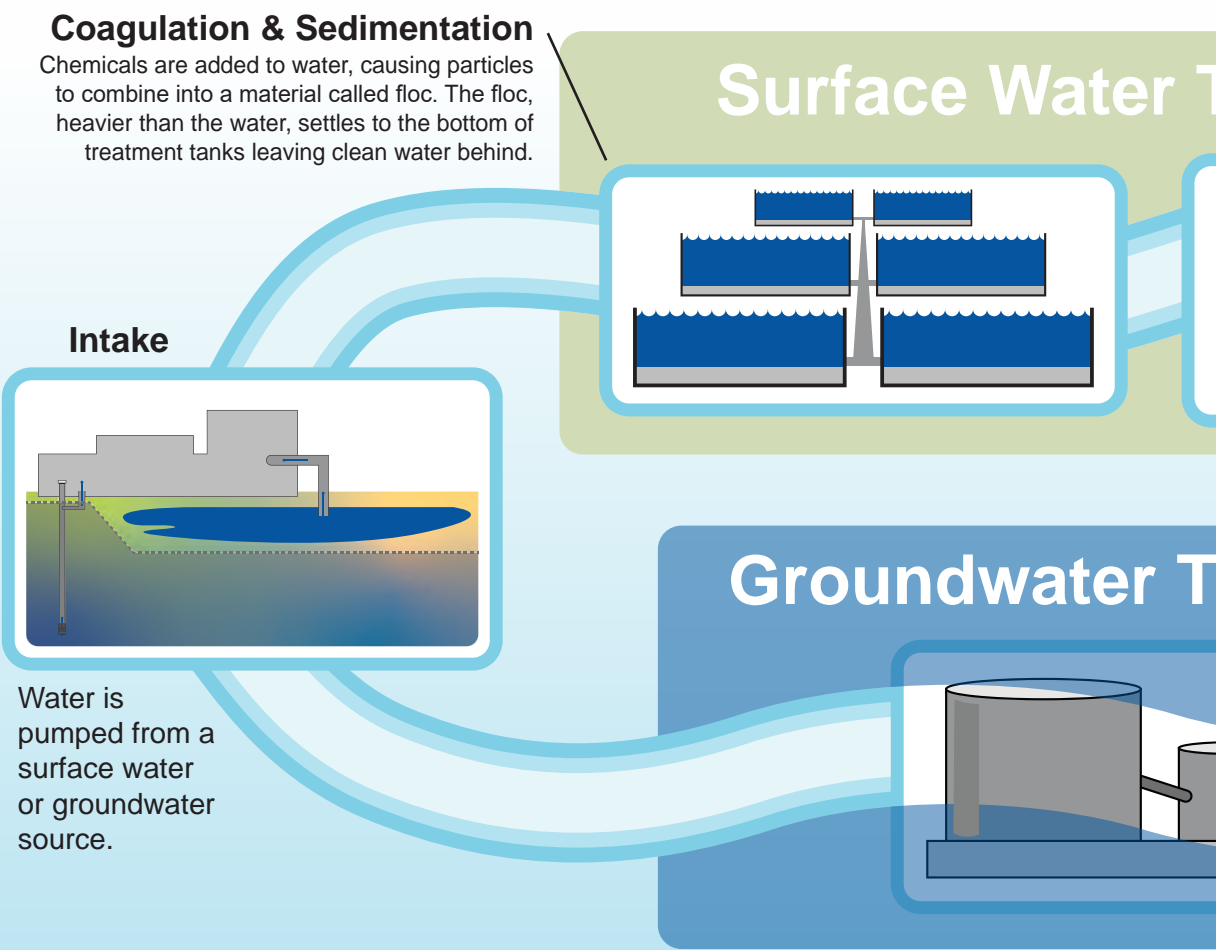 Coagulation & Sedimentation
Chemicals are added to water, causing particles
to combine into a material called floc. The floc,
heavier than the water, settles to the bottom of
treatment tanks leaving clean water behind.
Surface Water T
Intake
Water is
pumped from a
surface water
or groundwater
source.
Groundwater T